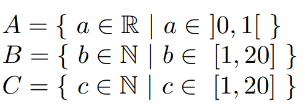 A = { a ∈ ℝ | a ∈ ]0, 1[ }
B = { b ∈ ℕ | b ∈ [1, 20] }
C = { c ∈ ℕ | c ∈ [1, 20] }